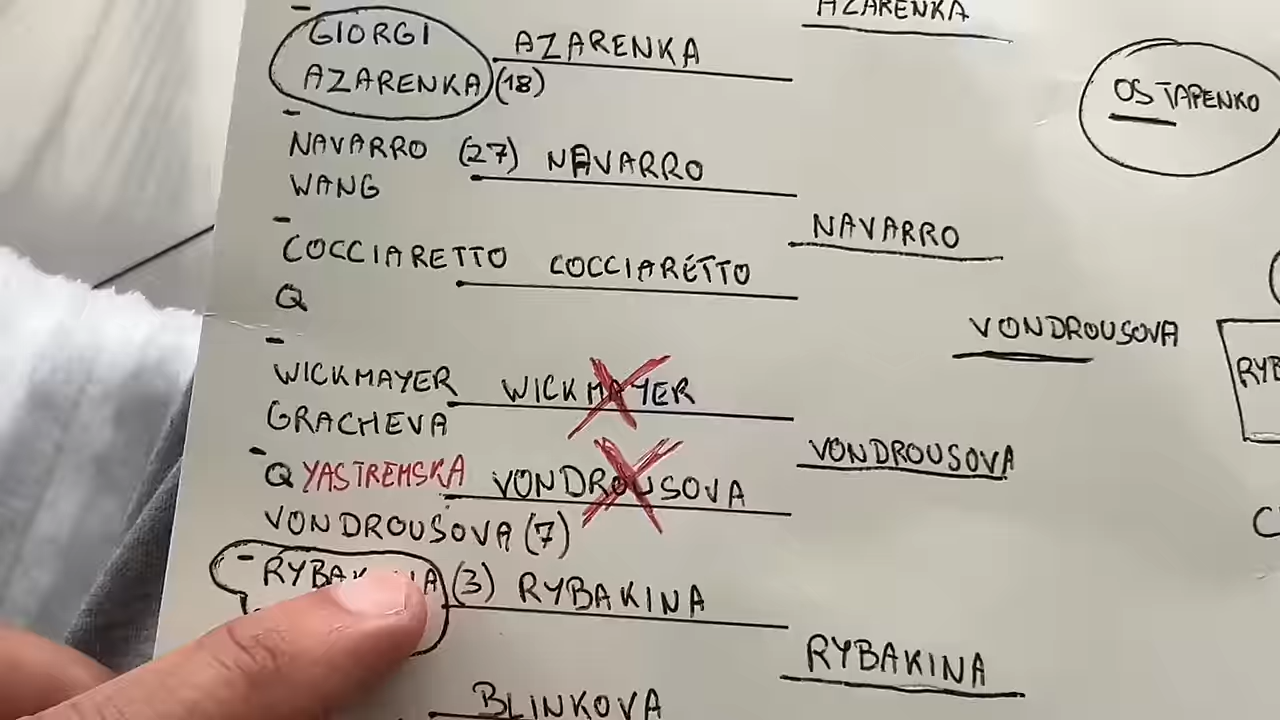 AZARENKA
GIORGI AZARENKA
AZARENKA (18)
OSTAPENKO
NAVARRO (27) NAVARRO
WANG
NAVARRO
COCCIARETTO COCCIARETTO
Q
VONDROUSOVA
WICKMAYER WICKMAYER
GRACHEVA
VONDROUSOVA
Q YASTREMSKA VONDROUSOVA
VONDROUSOVA (7)
(3) RYBAKINA
RYBAKINA
BLINKOVA